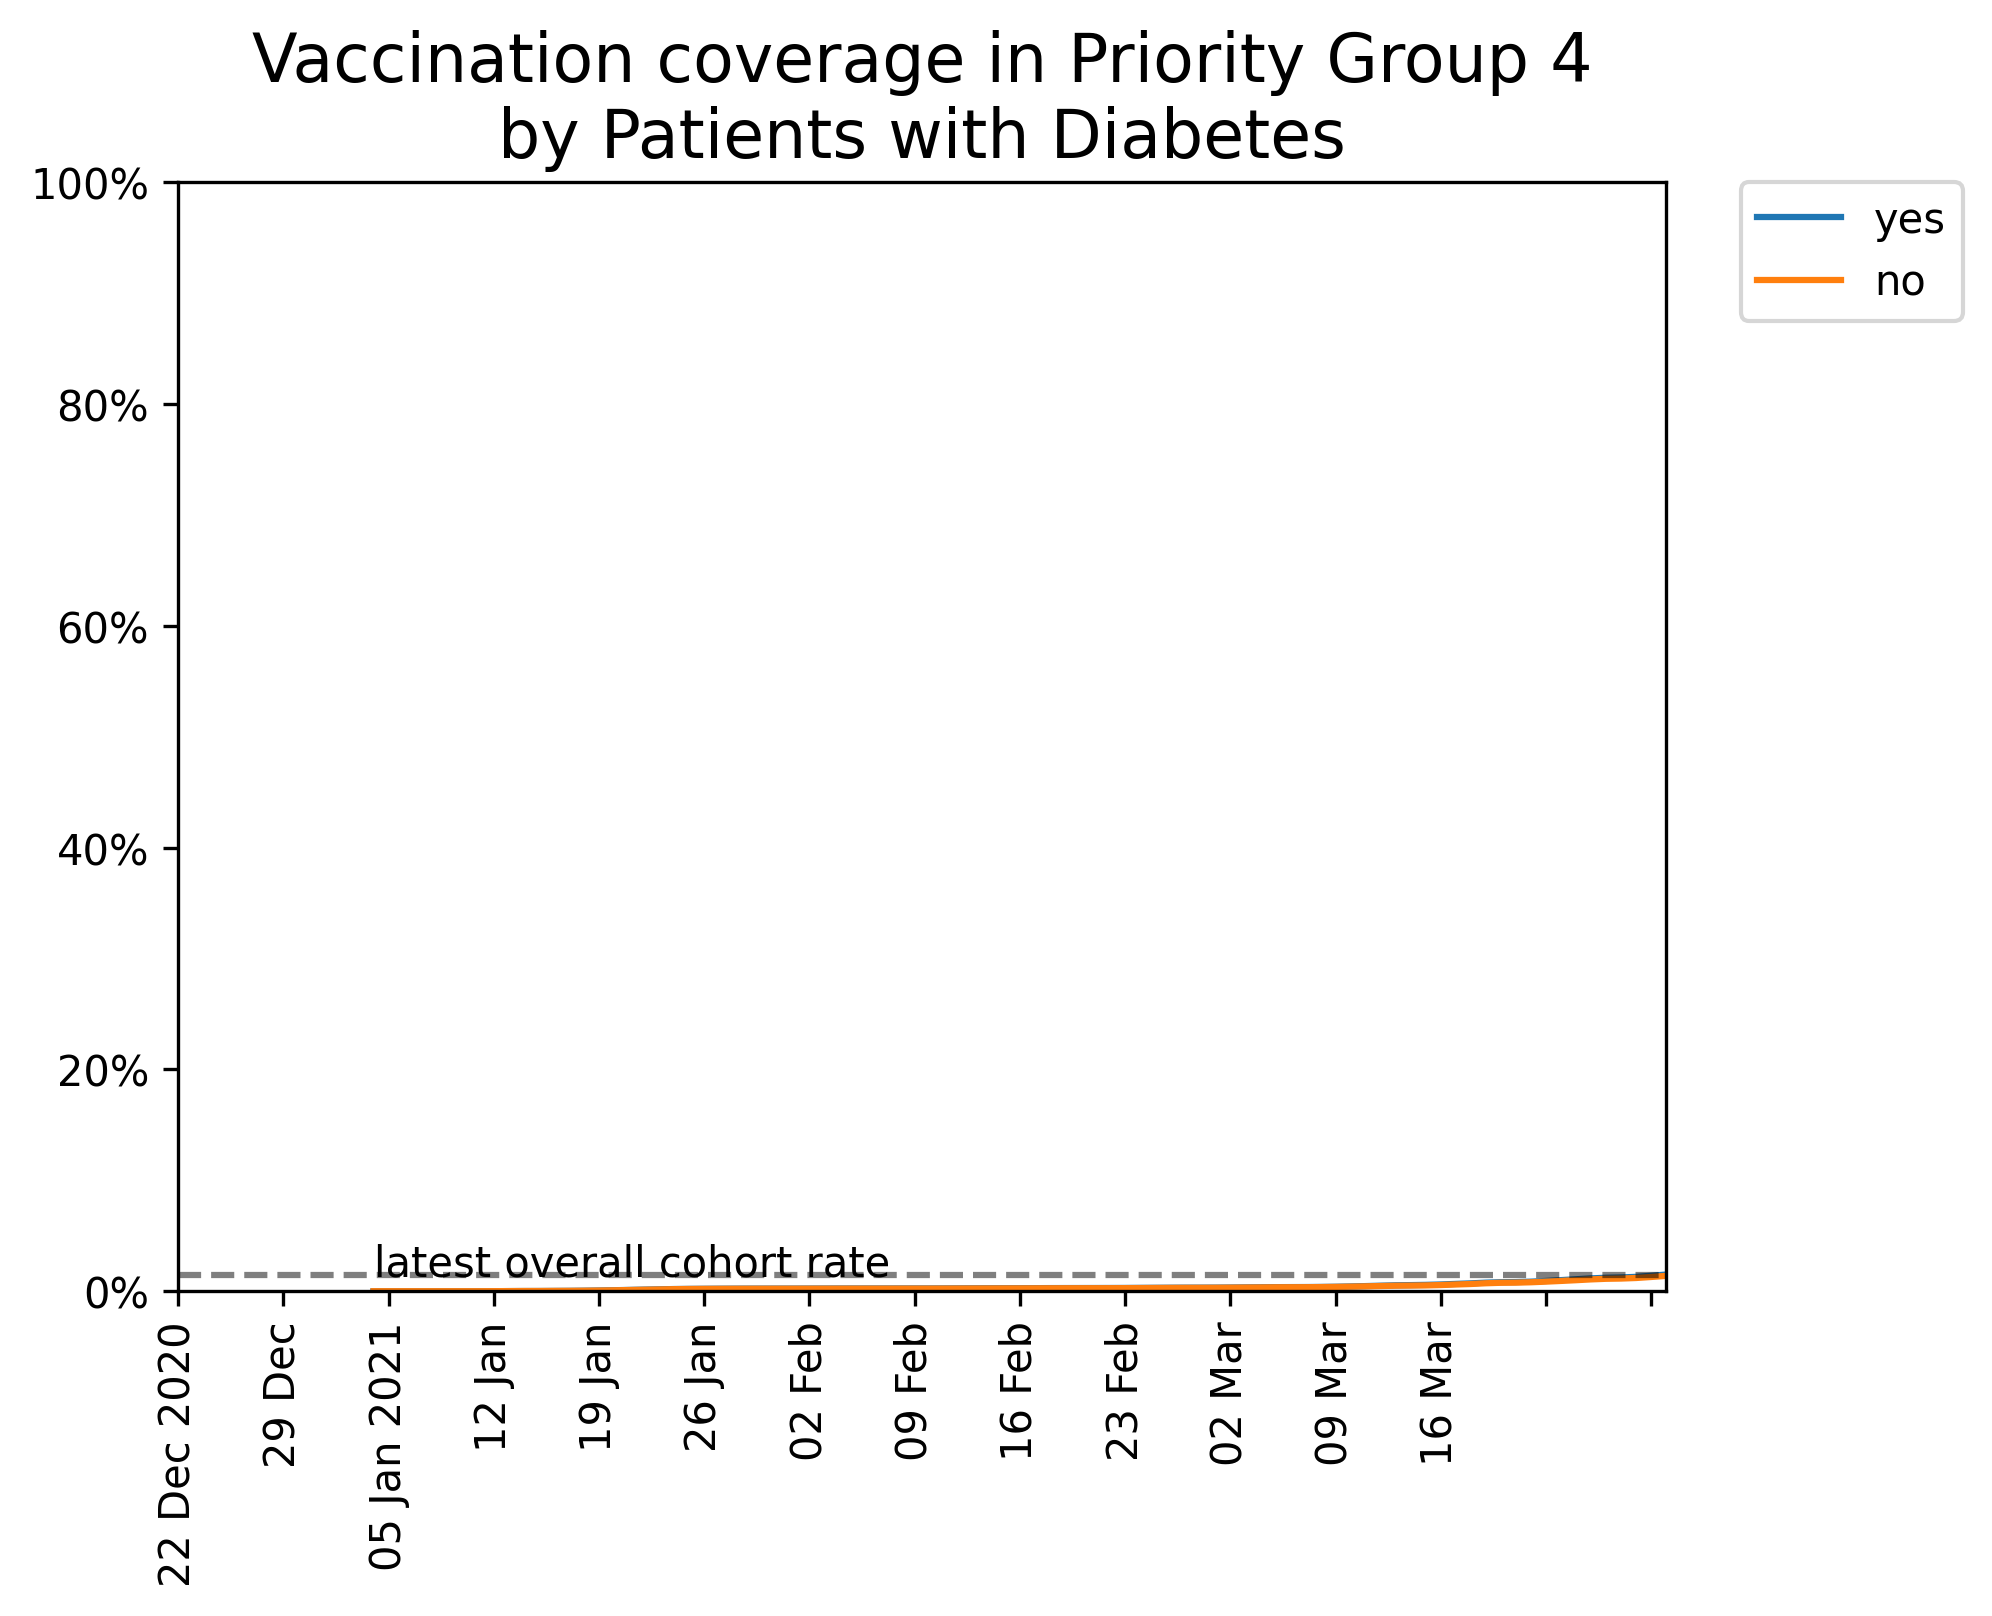 Vaccination coverage in Priority Group 4
by Patients with Diabetes
100%
80%
60%
40%
20%
0%
latest overall cohort rate
22 Dec 2020
29 Dec
05 Jan 2021
12 Jan
19 Jan
26 Jan
02 Feb
09 Feb
16 Feb
23 Feb
02 Mar
09 Mar
16 Mar
yes
no